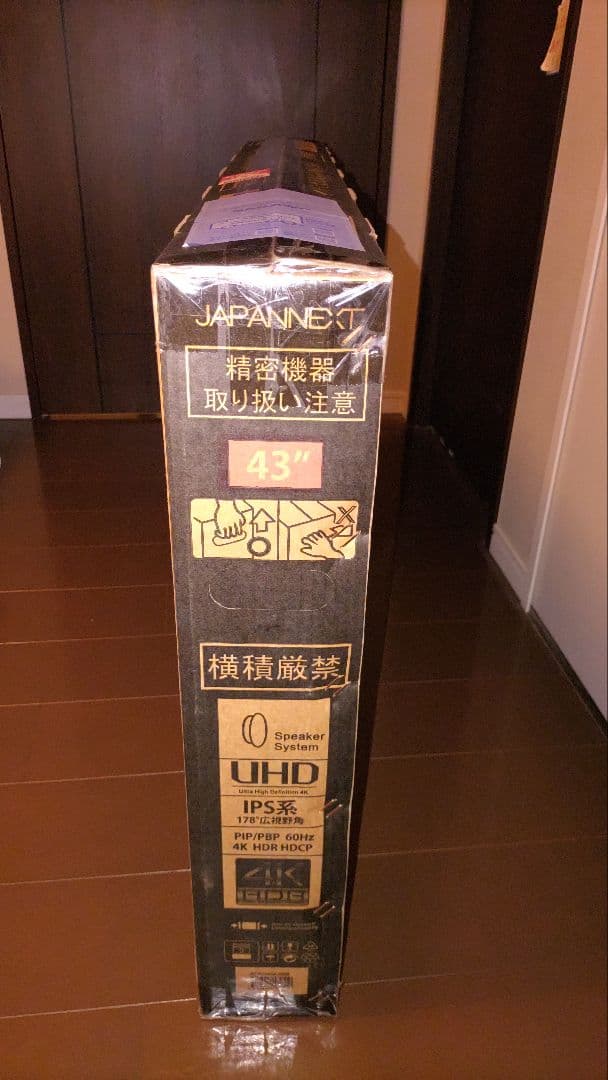 JAPANNEXT
精密機器
取り扱い注意
43"
横積厳禁
Speaker
System
UHD
Ultra High Definition 4K
IPS系
178°広視野角
PIP/PBP 60Hz
4K HDR HDCP
4K